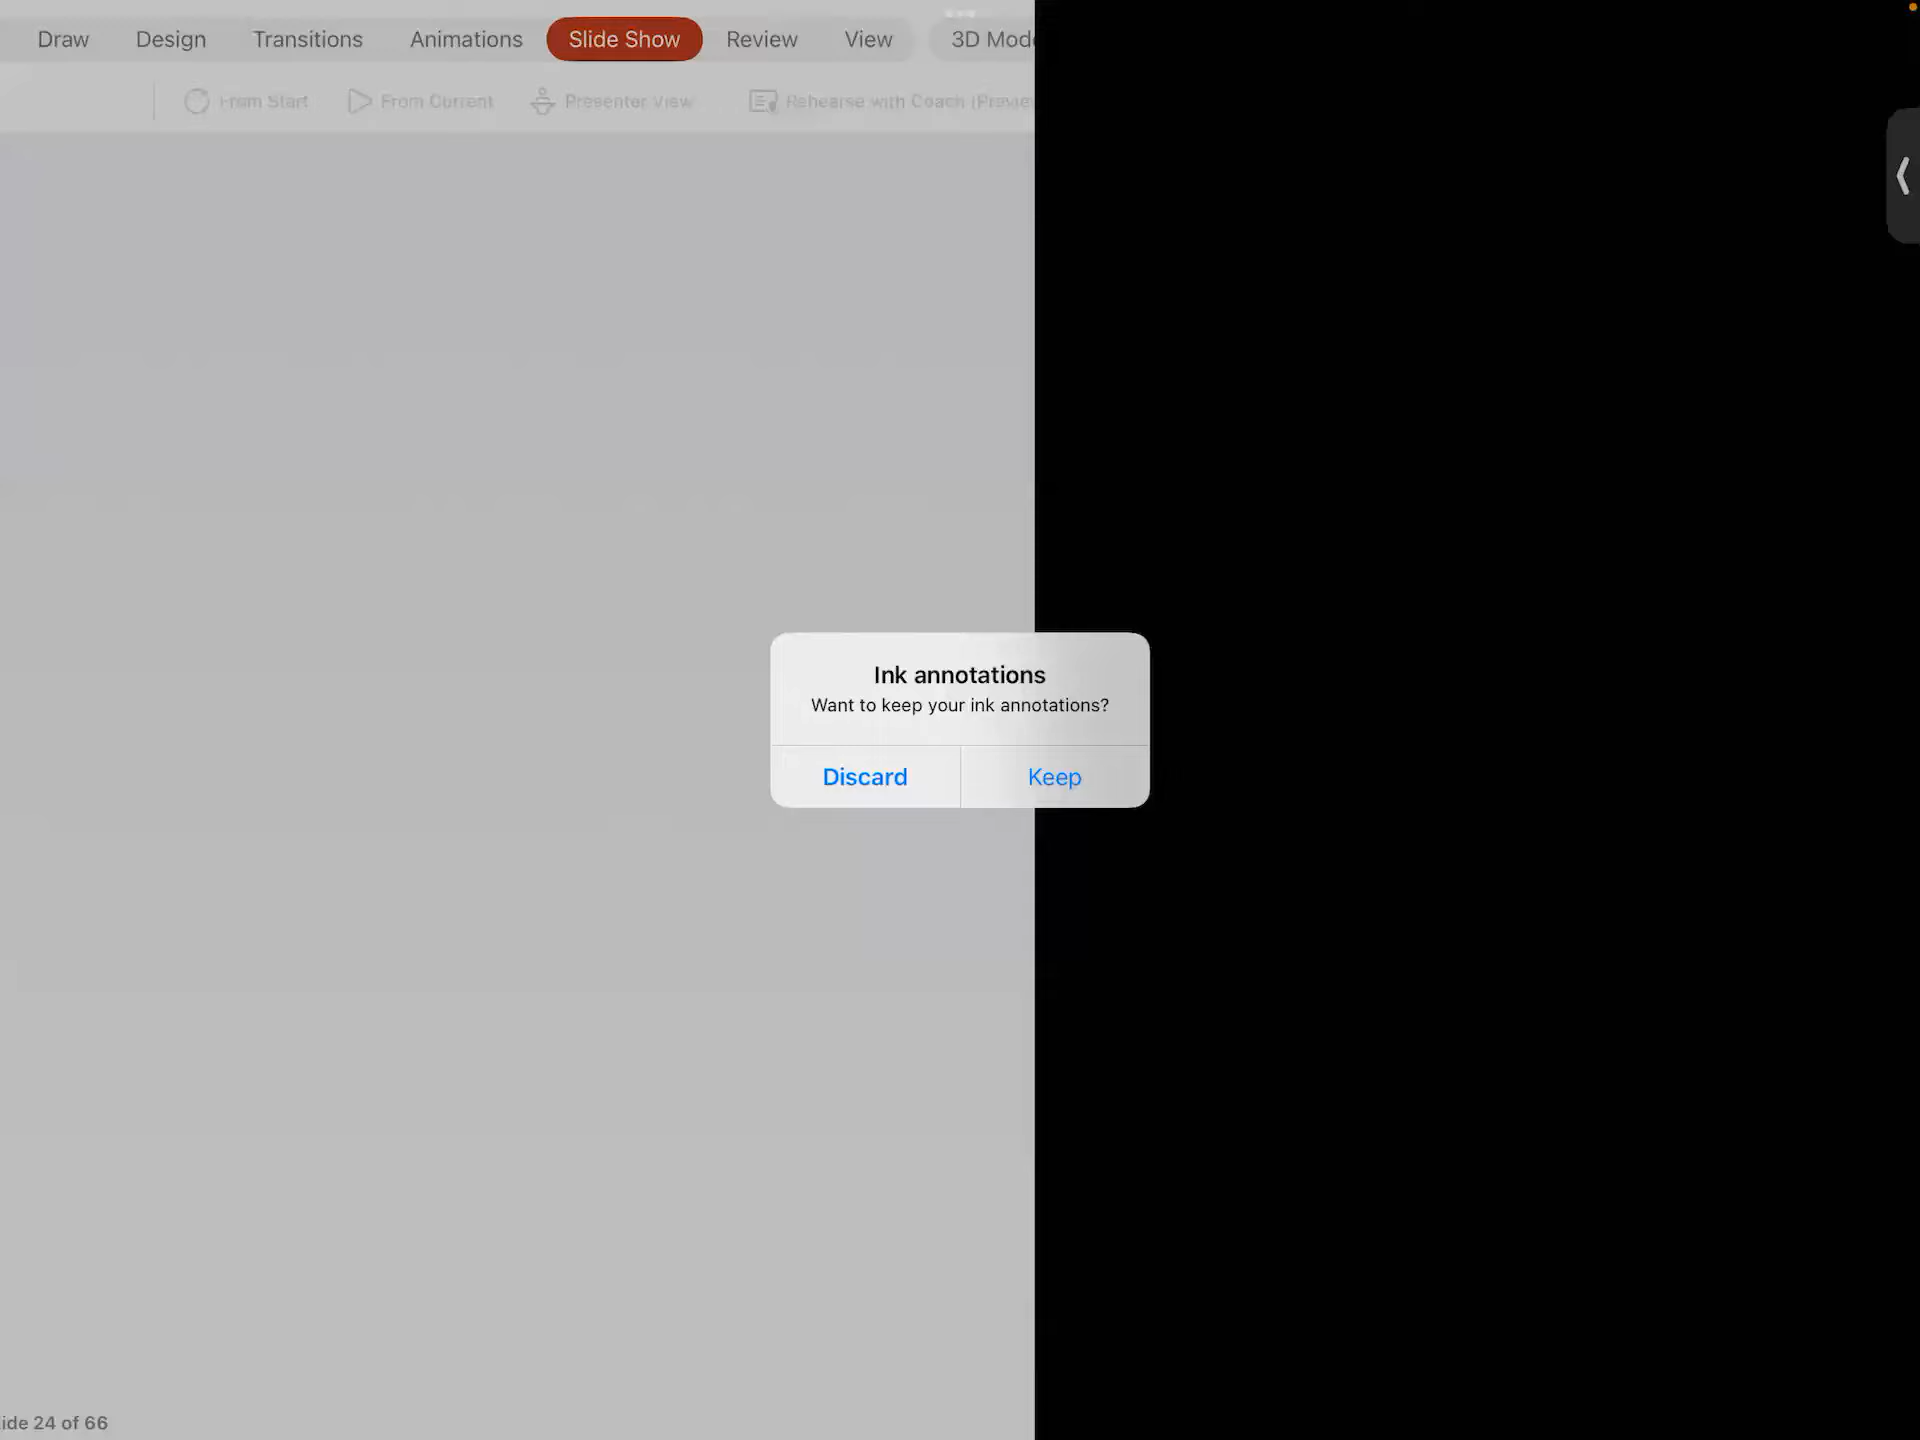 Draw Design Transitions Animations Slide Show Review View 3D Mode
From Start From Current Presenter View Rehearse with Coach (Previe
Ink annotations
Want to keep your ink annotations?
Discard Keep
ide 24 of 66